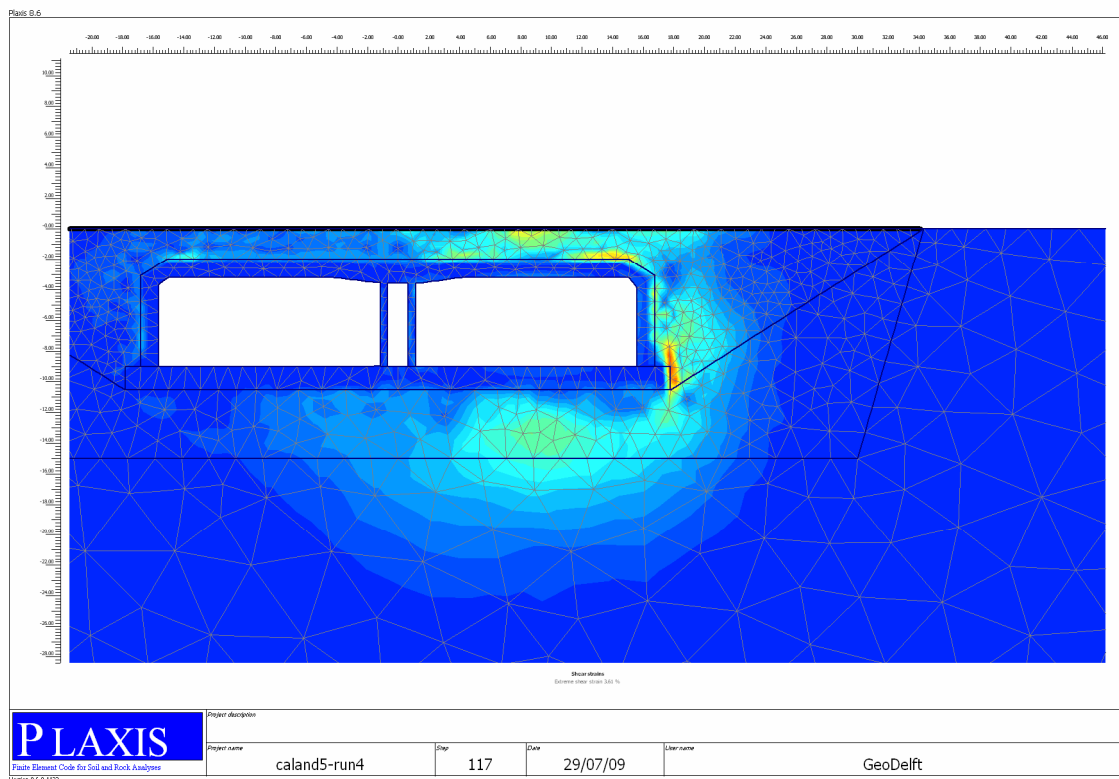 Plaxis 8.6
-20.00 -18.00 -16.00 -14.00 -12.00 -10.00 -8.00 -6.00 -4.00 -2.00 -0.00 2.00 4.00 6.00 8.00 10.00 12.00 14.00 16.00 18.00 20.00 22.00 24.00 26.00 28.00 30.00 32.00 34.00 36.00 38.00 40.00 42.00 44.00 46.00
10.00
8.00
6.00
4.00
2.00
-0.00
-2.00
-4.00
-6.00
-8.00
-10.00
-12.00
-14.00
-16.00
-18.00
-20.00
-22.00
-24.00
-26.00
-28.00
Shear strains
Extreme shear strain 3,61 %
PLAXIS
Finite Element Code for Soil and Rock Analyses
Project description
Project name
caland5-run4
Step
117
Date
29/07/09
User name
GeoDelft